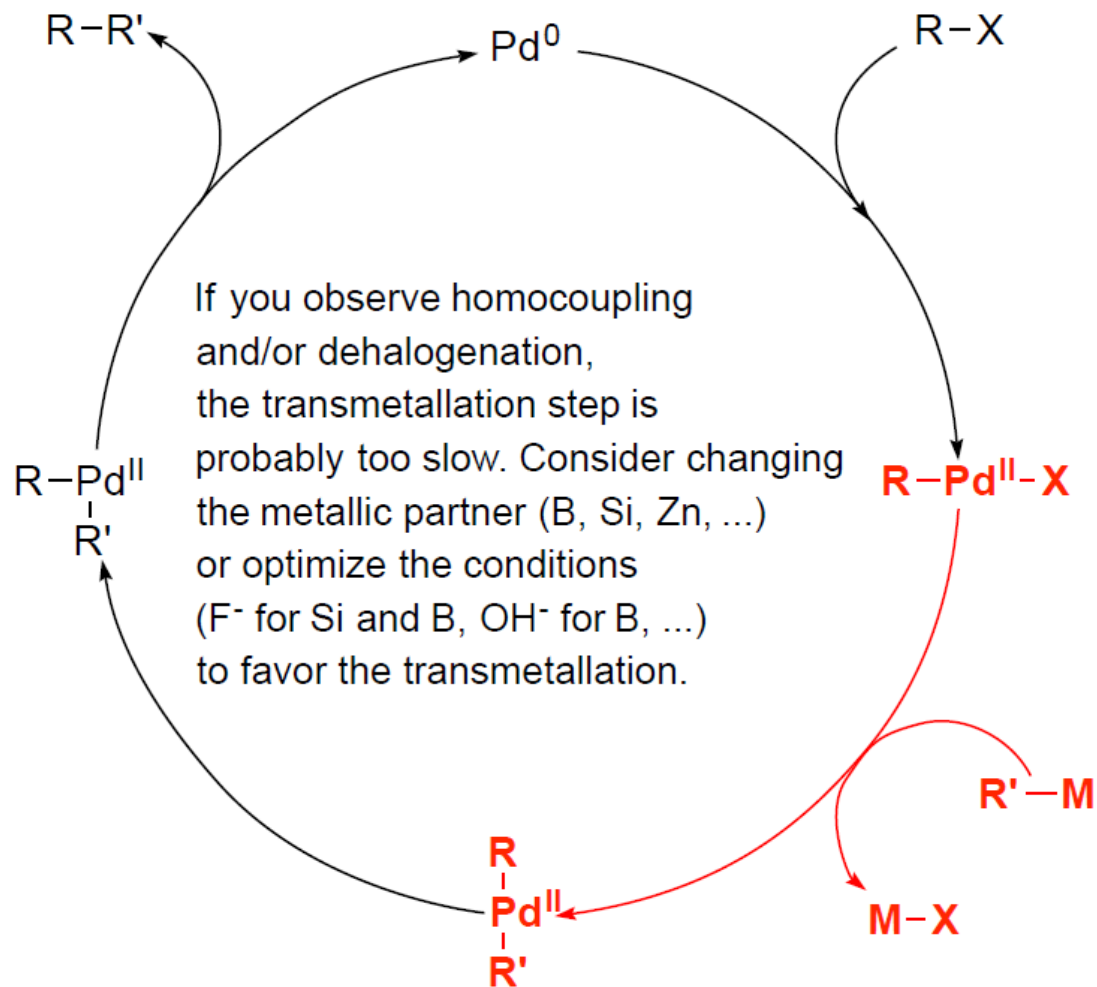 R–R'
Pd⁰
R–X
If you observe homocoupling
and/or dehalogenation,
the transmetallation step is
probably too slow. Consider changing
the metallic partner (B, Si, Zn, ...)
or optimize the conditions
(F⁻ for Si and B, OH⁻ for B, ...)
to favor the transmetallation.
R–Pdᴵᴵ
R'
R–Pdᴵᴵ–X
R'–M
M–X
R
Pdᴵᴵ
R'